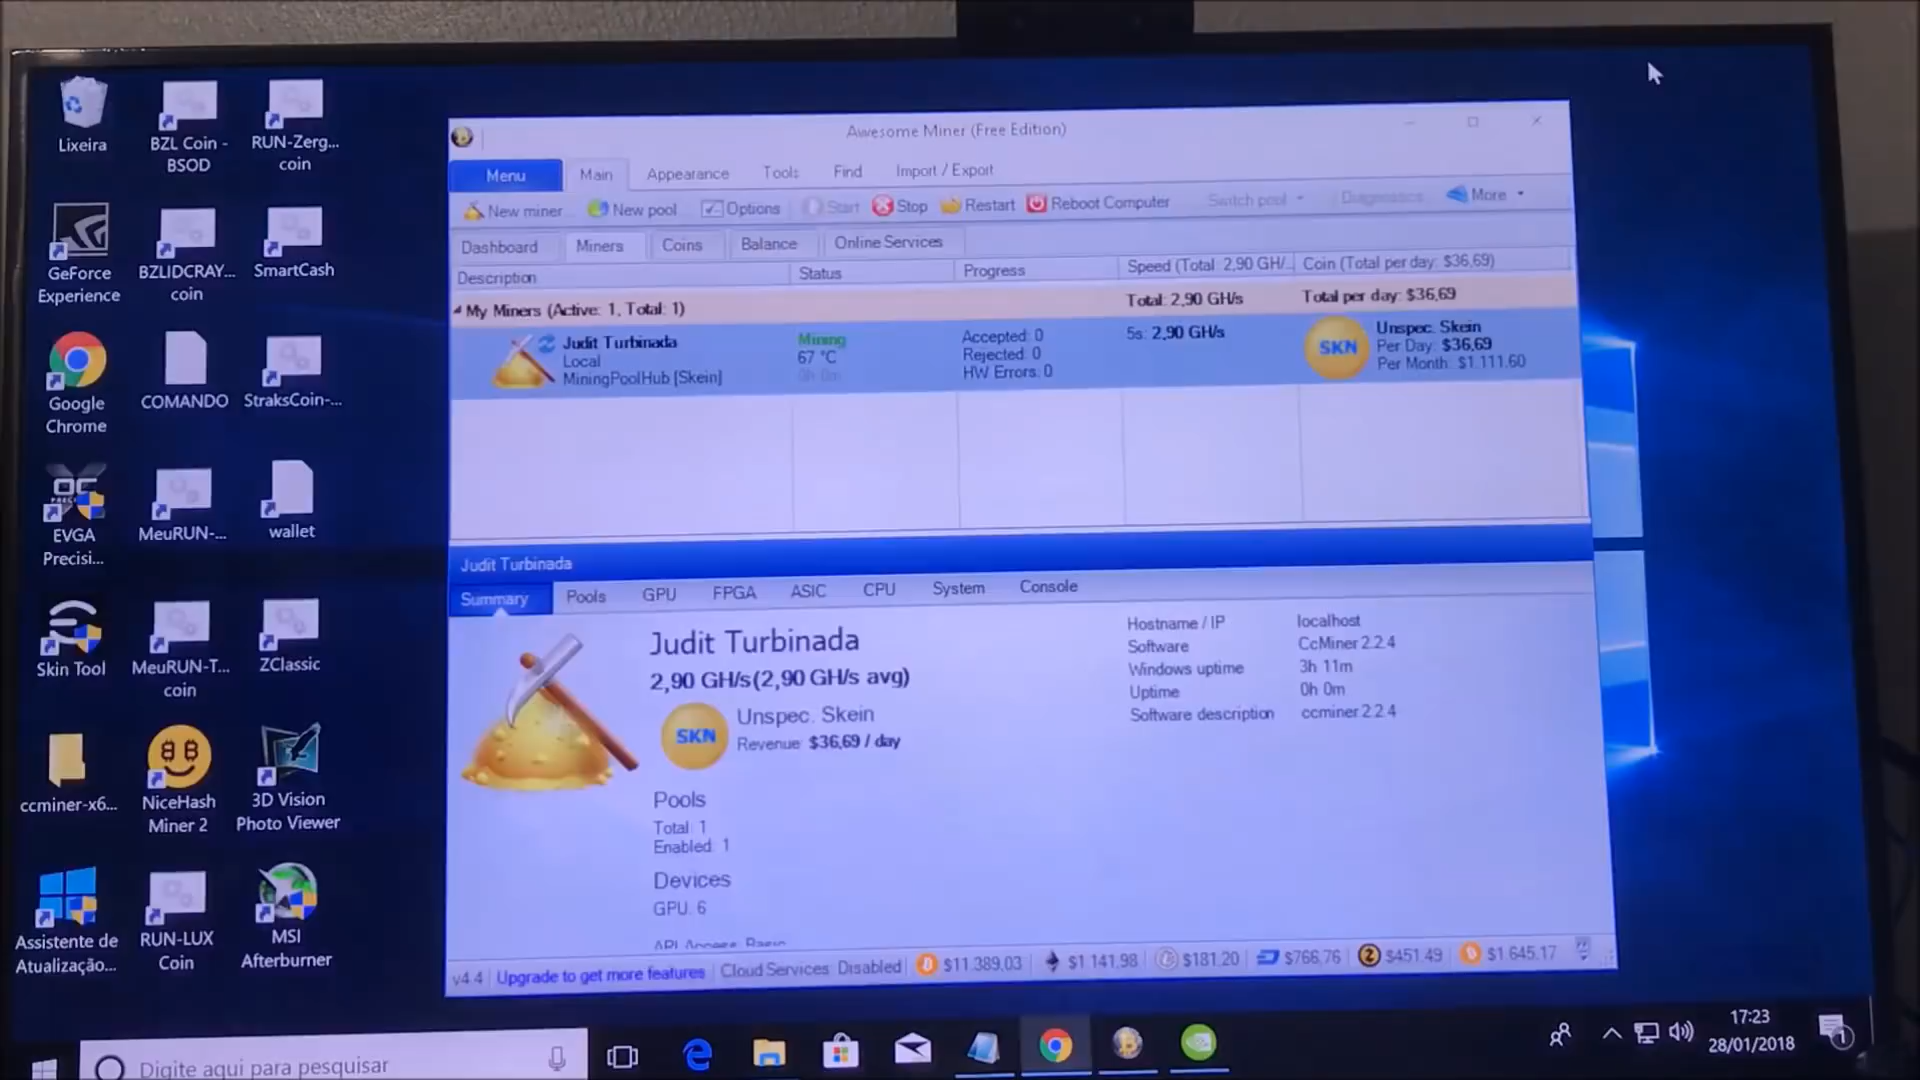 Lixeira
BZL Coin -
BSOD
RUN-Zerg...
coin
GeForce
Experience
BZLIDCRAY...
coin
SmartCash
Google
Chrome
COMANDO
StraksCoin-...
EVGA
Precisi...
MeuRUN-...
wallet
Skin Tool
MeuRUN-T...
coin
ZClassic
ccminer-x6...
NiceHash
Miner 2
3D Vision
Photo Viewer
Assistente de
Atualização...
RUN-LUX
Coin
MSI
Afterburner
Awesome Miner (Free Edition)
Menu Main Appearance Tools Find Import / Export
New miner New pool Options Start Stop Restart Reboot Computer Switch pool Diagnostics More
Dashboard Miners Coins Balance Online Services
Description Status Progress Speed (Total: 2,90 GH/... Coin (Total per day: $36,69)
My Miners (Active: 1, Total: 1) Total: 2,90 GH/s Total per day: $36,69
Judit Turbinada
Local
MiningPoolHub [Skein]
Mining
67 °C
0h 0m
Accepted: 0
Rejected: 0
HW Errors: 0
5s: 2,90 GH/s
SKN
Unspec. Skein
Per Day: $36,69
Per Month: $1.111.60
Judit Turbinada
Summary Pools GPU FPGA ASIC CPU System Console
Judit Turbinada
2,90 GH/s(2,90 GH/s avg)
SKN
Unspec. Skein
Revenue: $36,69 / day
Pools
Total: 1
Enabled: 1
Devices
GPU: 6
API Access: Basic
Hostname / IP localhost
Software CcMiner 2.2.4
Windows uptime 3h 11m
Uptime 0h 0m
Software description ccminer 2.2.4
v4.4 Upgrade to get more features Cloud Services: Disabled $11.389,03 $1 141,98 $181.20 $766,76 $451.49 $1 645.17
Digite aqui para pesquisar
17:23
28/01/2018
1